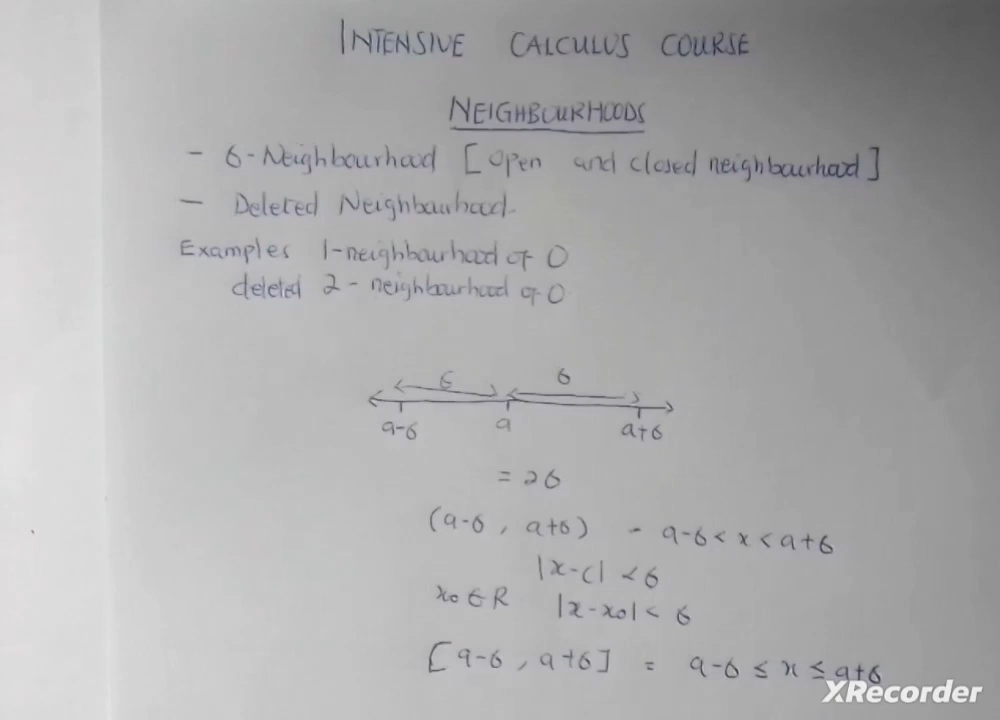 INTENSIVE CALCULUS COURSE
NEIGHBOURHOODS
- δ-Neighbourhood [open and closed neighbourhood]
- Deleted Neighbourhood.
Examples 1-neighbourhood of 0
deleted 2-neighbourhood of 0
δ δ
a-δ a a+δ
= 2δ
(a-δ, a+δ) - a-δ < x < a+δ
|x-c| < δ
x₀ ∈ R |x-x₀| < δ
[a-δ, a+δ] = a-δ ≤ x ≤ a+δ
XRecorder